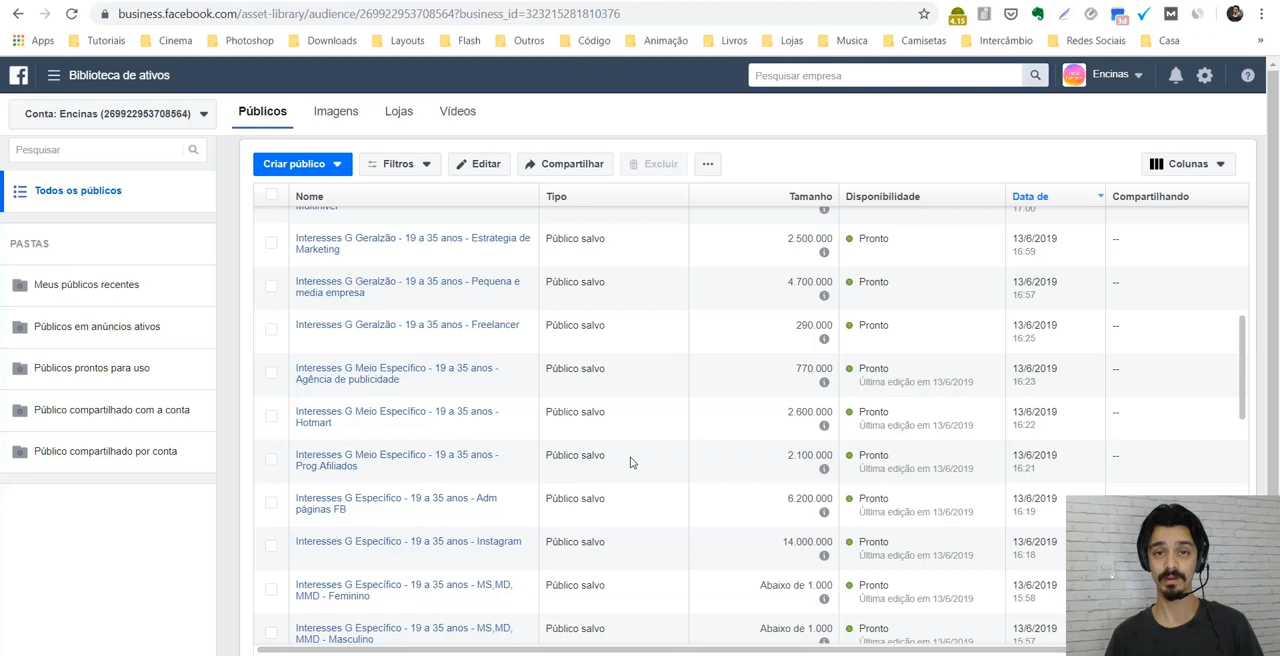 business.facebook.com/asset-library/audience/269922953708564?business_id=323215281810376
4.15
3d
M
Apps Tutoriais Cinema Photoshop Downloads Layouts Flash Outros Código Animação Livros Lojas Musica Camisetas Intercâmbio Redes Sociais Casa »
Biblioteca de ativos
Pesquisar empresa
Encinas
Conta: Encinas (269922953708564)
Públicos Imagens Lojas Vídeos
Pesquisar
Todos os públicos
PASTAS
Meus públicos recentes
Públicos em anúncios ativos
Públicos prontos para uso
Público compartilhado com a conta
Público compartilhado por conta
Criar público Filtros Editar Compartilhar Excluir ... Colunas
Nome Tipo Tamanho Disponibilidade Data de Compartilhando
Multinível 17:00
Interesses G Geralzão - 19 a 35 anos - Estratégia de Público salvo 2.500.000 Pronto 13/6/2019 --
Marketing 16:59
Interesses G Geralzão - 19 a 35 anos - Pequena e Público salvo 4.700.000 Pronto 13/6/2019 --
media empresa 16:57
Interesses G Geralzão - 19 a 35 anos - Freelancer Público salvo 290.000 Pronto 13/6/2019 --
16:25
Interesses G Meio Específico - 19 a 35 anos - Público salvo 770.000 Pronto 13/6/2019 --
Agência de publicidade Última edição em 13/6/2019 16:23
Interesses G Meio Específico - 19 a 35 anos - Público salvo 2.600.000 Pronto 13/6/2019 --
Hotmart Última edição em 13/6/2019 16:22
Interesses G Meio Específico - 19 a 35 anos - Público salvo 2.100.000 Pronto 13/6/2019 --
Prog.Afiliados Última edição em 13/6/2019 16:21
Interesses G Específico - 19 a 35 anos - Adm Público salvo 6.200.000 Pronto 13/6/2019
páginas FB Última edição em 13/6/2019 16:19
Interesses G Específico - 19 a 35 anos - Instagram Público salvo 14.000.000 Pronto 13/6/2019
Última edição em 13/6/2019 16:18
Interesses G Específico - 19 a 35 anos - MS,MD, Público salvo Abaixo de 1.000 Pronto 13/6/2019
MMD - Feminino Última edição em 13/6/2019 15:58
Interesses G Específico - 19 a 35 anos - MS,MD, Público salvo Abaixo de 1.000 Pronto 13/6/2019
MMD - Masculino Última edição em 13/6/2019 15:57